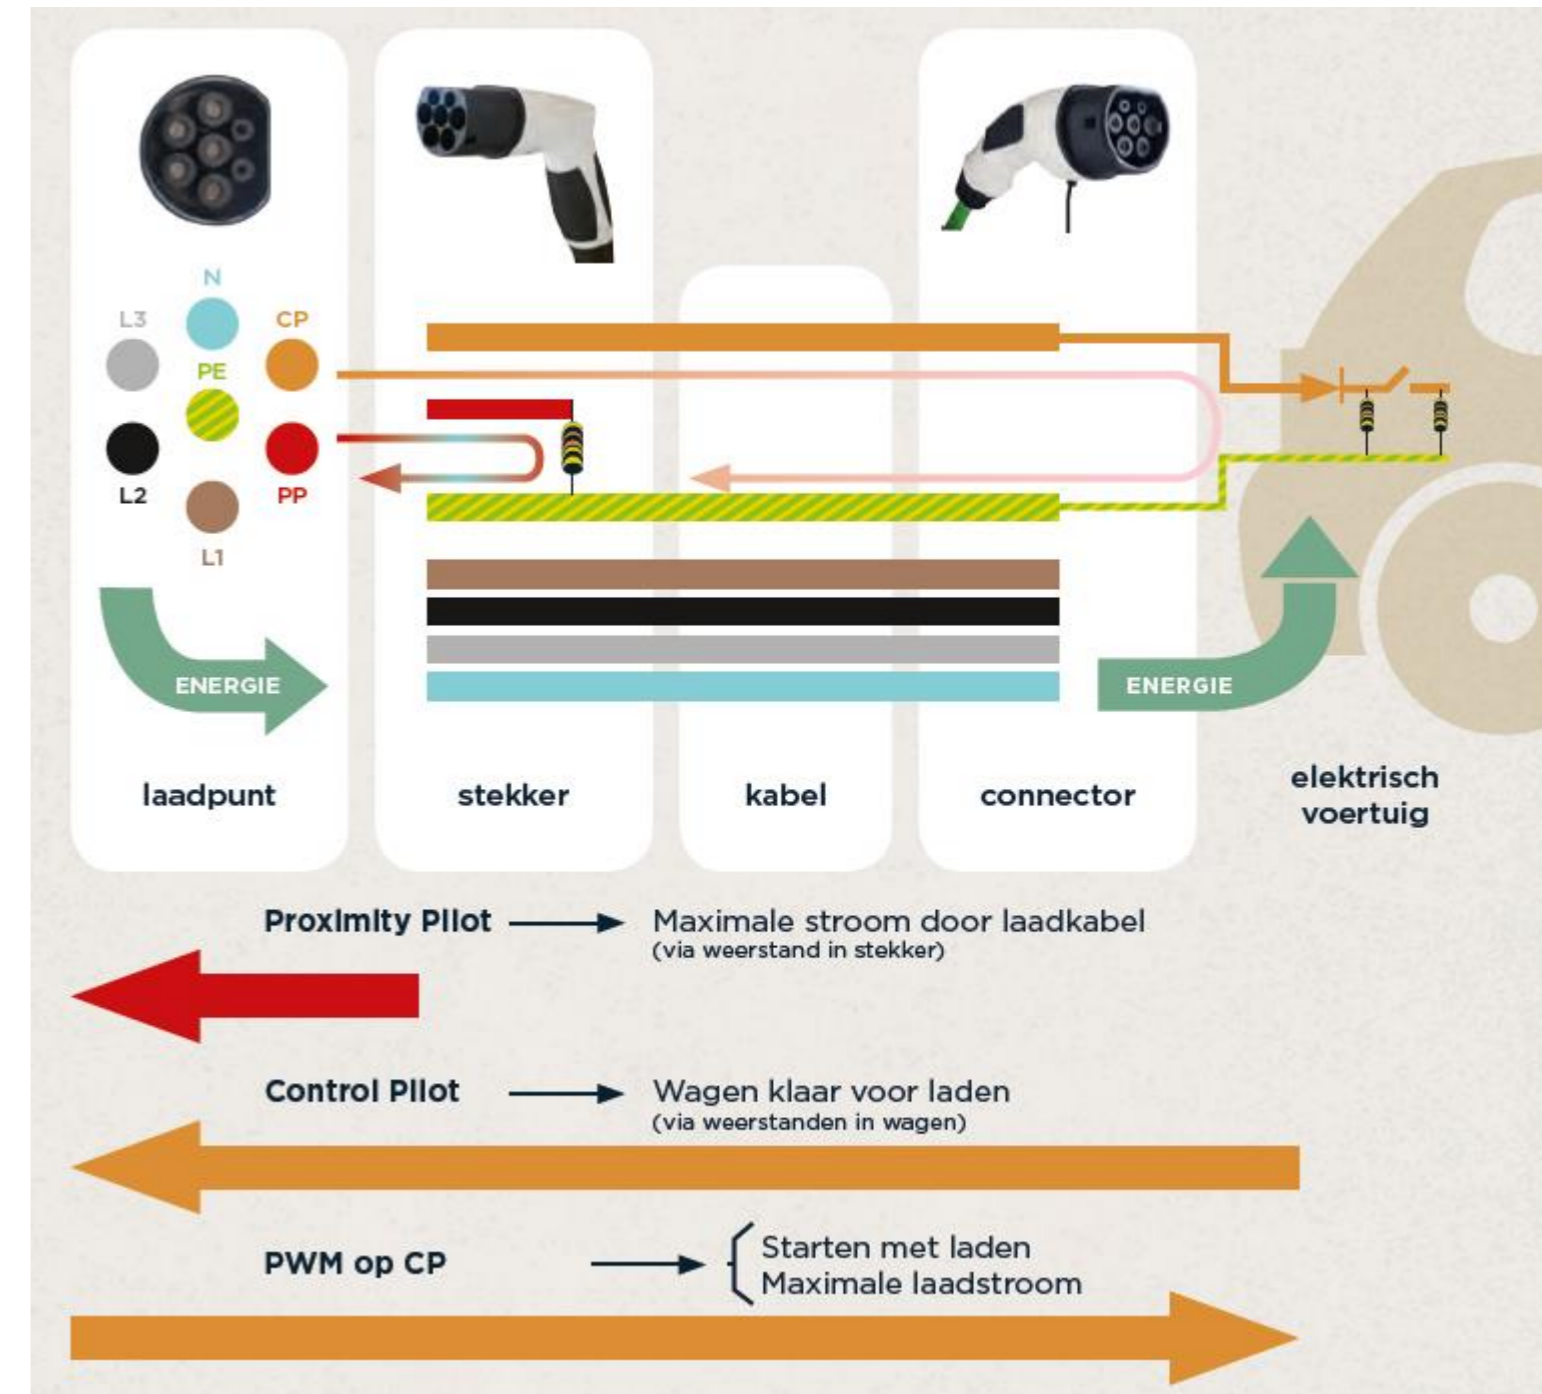 N
L3
CP
PE
L2
PP
L1
ENERGIE
ENERGIE
laadpunt
stekker
kabel
connector
elektrisch
voertuig
Proximity Pilot
Maximale stroom door laadkabel
(via weerstand in stekker)
Control Pilot
Wagen klaar voor laden
(via weerstanden in wagen)
PWM op CP
Starten met laden
Maximale laadstroom